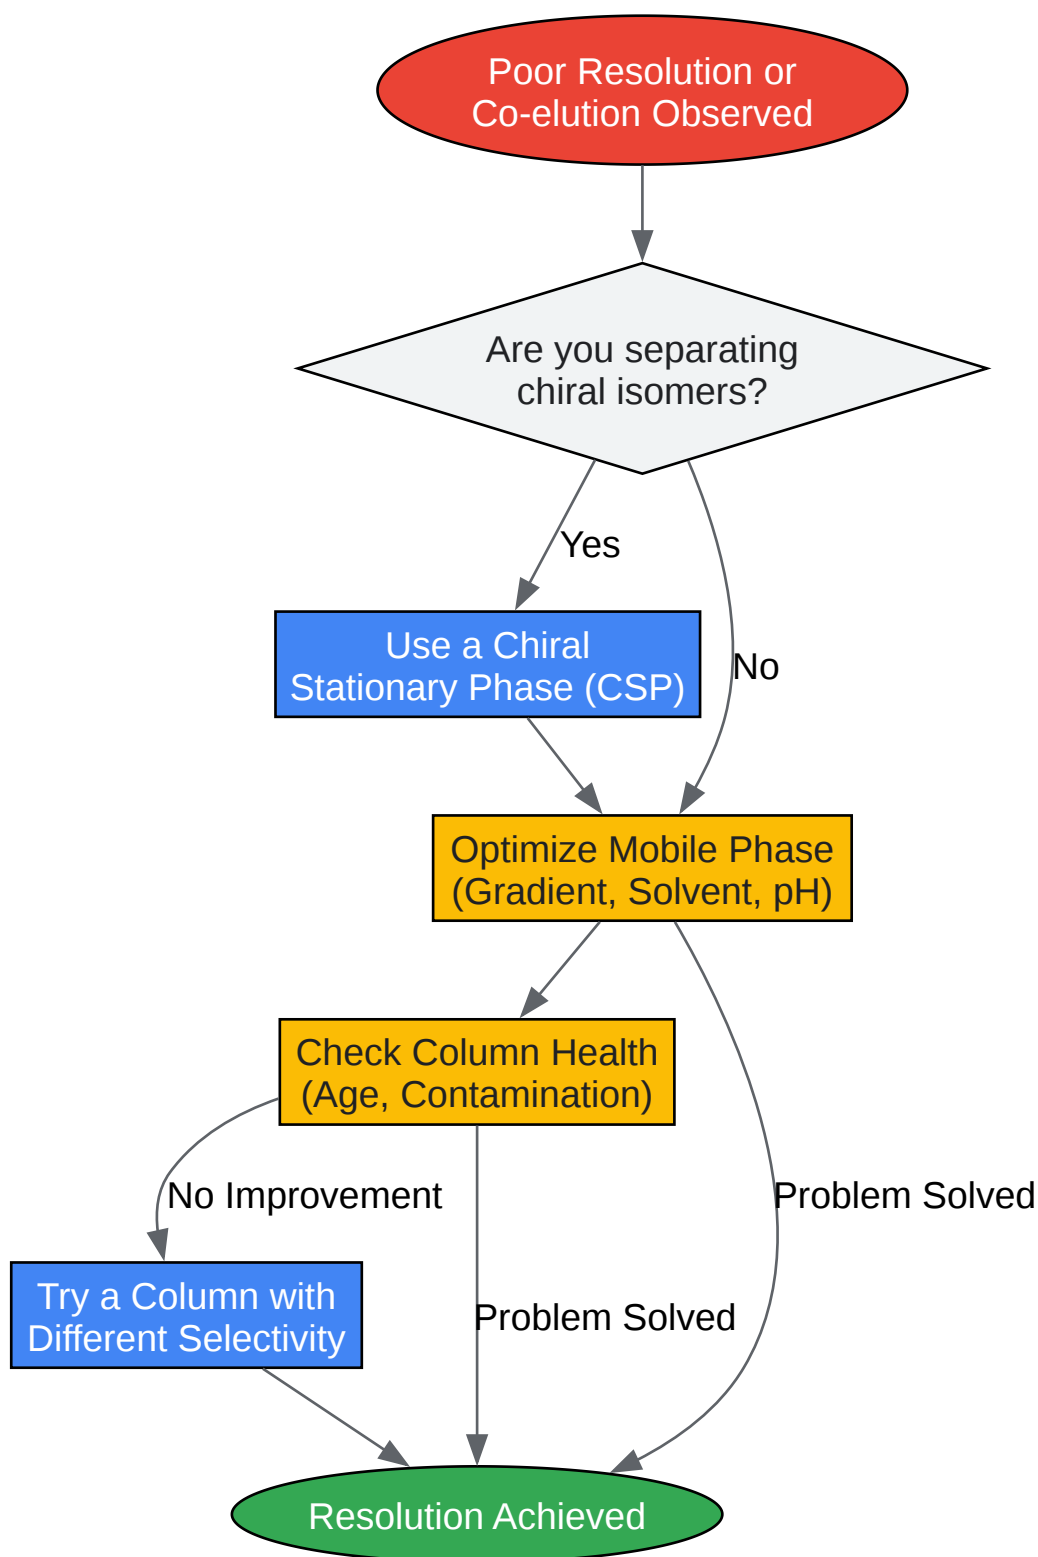 Poor Resolution or
Co-elution Observed
Are you separating
chiral isomers?
Yes
Use a Chiral
Stationary Phase (CSP)
No
Optimize Mobile Phase
(Gradient, Solvent, pH)
Check Column Health
(Age, Contamination)
No Improvement
Problem Solved
Try a Column with
Different Selectivity
Problem Solved
Resolution Achieved